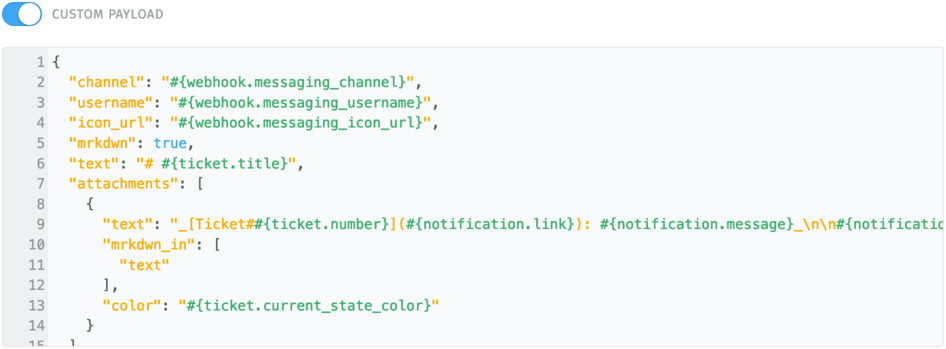 CUSTOM PAYLOAD
1 {
2 "channel": "#{webhook.messaging_channel}",
3 "username": "#{webhook.messaging_username}",
4 "icon_url": "#{webhook.messaging_icon_url}",
5 "mrkdwn": true,
6 "text": "# #{ticket.title}",
7 "attachments": [
8 {
9 "text": "_[Ticket##{ticket.number}](#{notification.link}): #{notification.message}_\n\n#{notificatio
10 "mrkdwn_in": [
11 "text"
12 ],
13 "color": "#{ticket.current_state_color}"
14 }
15 ]